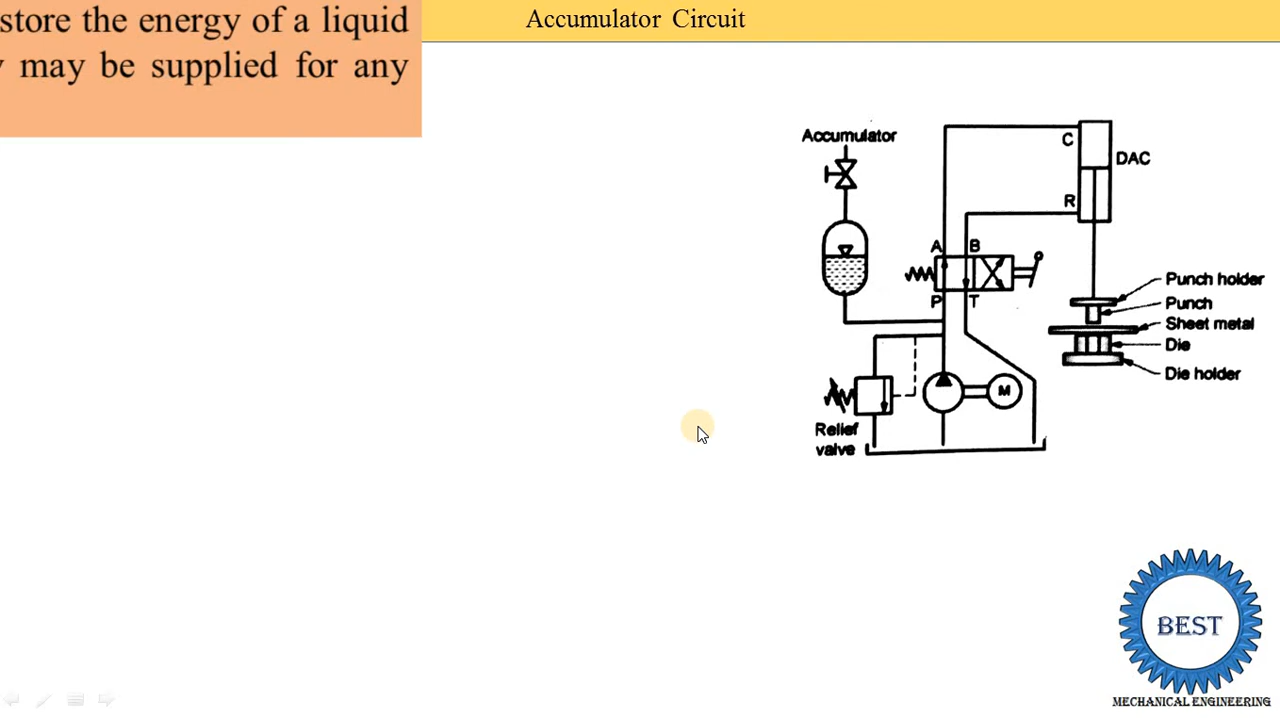 store the energy of a liquid
may be supplied for any
Accumulator Circuit
Accumulator
C
DAC
R
A
B
P
T
Punch holder
Punch
Sheet metal
Die
Die holder
M
Relief
valve
BEST
MECHANICAL ENGINEERING